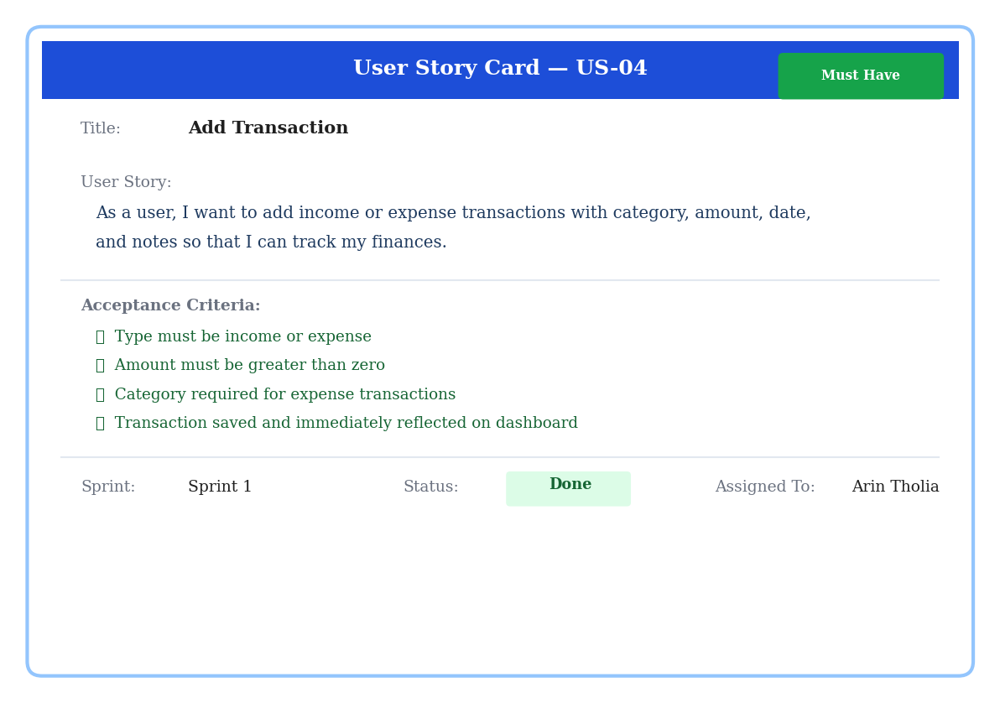 User Story Card — US-04
Must Have
Title: Add Transaction
User Story:
As a user, I want to add income or expense transactions with category, amount, date,
and notes so that I can track my finances.
Acceptance Criteria:
Type must be income or expense
Amount must be greater than zero
Category required for expense transactions
Transaction saved and immediately reflected on dashboard
Sprint: Sprint 1 Status: Done Assigned To: Arin Tholia